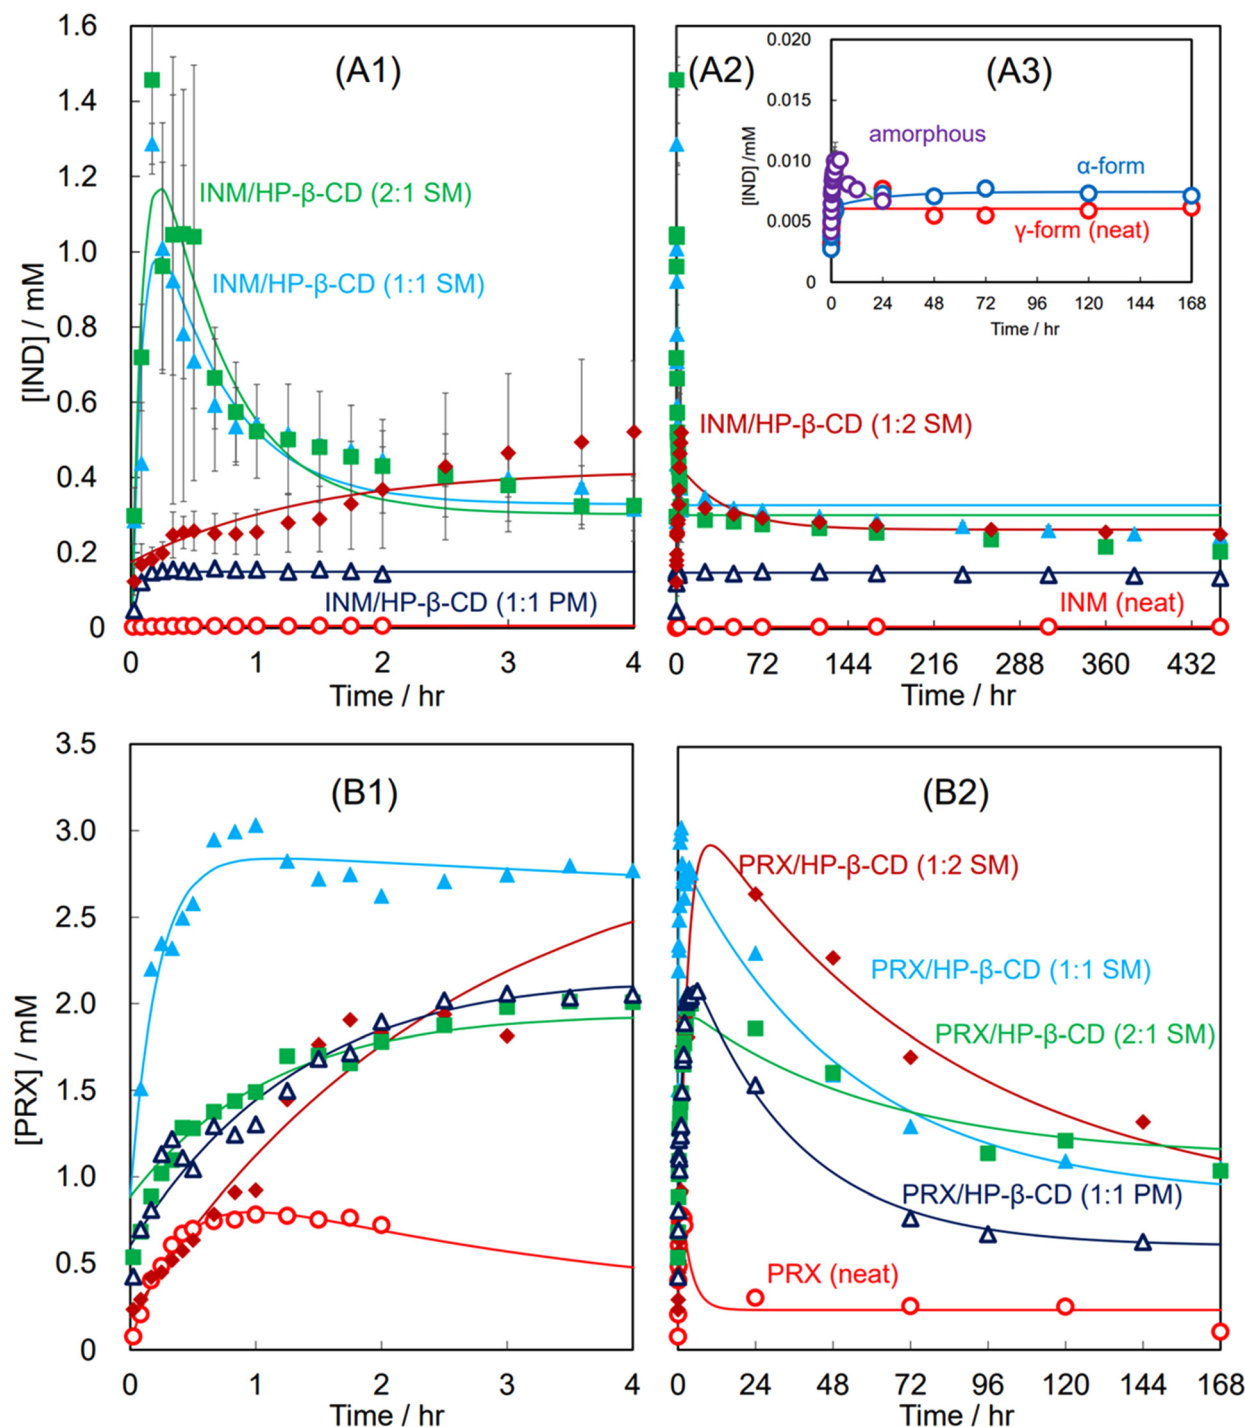 (A1)
[IND] / mM
1.6
1.4
1.2
1.0
0.8
0.6
0.4
0.2
0
INM/HP-β-CD (2:1 SM)
INM/HP-β-CD (1:1 SM)
INM/HP-β-CD (1:1 PM)
0 1 2 3 4
Time / hr
(A2)
INM/HP-β-CD (1:2 SM)
INM (neat)
0 72 144 216 288 360 432
Time / hr
(A3)
[IND] /mM
0.020
0.015
0.010
0.005
0
amorphous
α-form
γ-form (neat)
0 24 48 72 96 120 144 168
Time / hr
(B1)
[PRX] / mM
3.5
3.0
2.5
2.0
1.5
1.0
0.5
0
0 1 2 3 4
Time / hr
(B2)
PRX/HP-β-CD (1:2 SM)
PRX/HP-β-CD (1:1 SM)
PRX/HP-β-CD (2:1 SM)
PRX/HP-β-CD (1:1 PM)
PRX (neat)
0 24 48 72 96 120 144 168
Time / hr